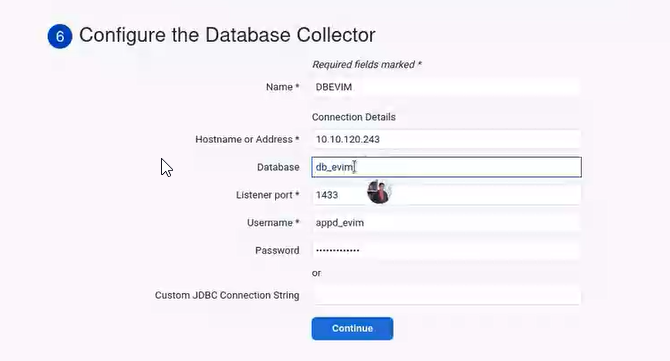 6 Configure the Database Collector
Required fields marked *
Name * DBEVIM
Connection Details
Hostname or Address * 10.10.120.243
Database db_evim
Listener port * 1433
Username * appd_evim
Password •••••••••••••
or
Custom JDBC Connection String
Continue